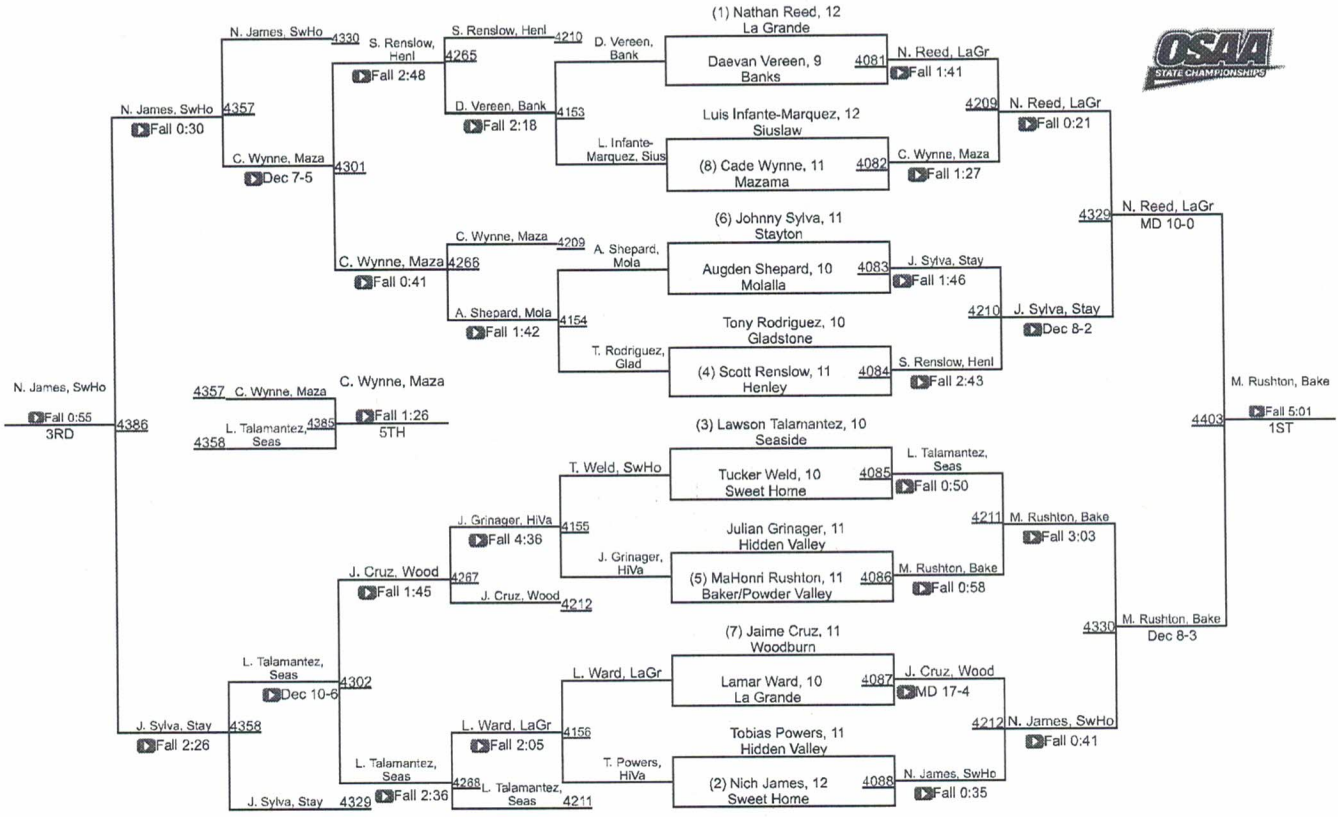 OSAA
STATE CHAMPIONSHIPS
(1) Nathan Reed, 12
La Grande
Daevan Vereen, 9
Banks
4081
N. Reed, LaGr
Fall 1:41
Luis Infante-Marquez, 12
Siuslaw
(8) Cade Wynne, 11
Mazama
4082
C. Wynne, Maza
Fall 1:27
(6) Johnny Sylva, 11
Stayton
Augden Shepard, 10
Molalla
4083
J. Sylva, Stay
Fall 1:46
Tony Rodriguez, 10
Gladstone
(4) Scott Renslow, 11
Henley
4084
S. Renslow, Henl
Fall 2:43
(3) Lawson Talamantez, 10
Seaside
Tucker Weld, 10
Sweet Home
4085
L. Talamantez,
Seas
Fall 0:50
Julian Grinager, 11
Hidden Valley
(5) MaHonri Rushton, 11
Baker/Powder Valley
4086
M. Rushton, Bake
Fall 0:58
(7) Jaime Cruz, 11
Woodburn
Lamar Ward, 10
La Grande
4087
J. Cruz, Wood
MD 17-4
Tobias Powers, 11
Hidden Valley
(2) Nich James, 12
Sweet Home
4088
N. James, SwHo
Fall 0:35
4209
N. Reed, LaGr
Fall 0:21
4210
J. Sylva, Stay
Dec 8-2
4211
M. Rushton, Bake
Fall 3:03
4212
N. James, SwHo
Fall 0:41
4329
N. Reed, LaGr
MD 10-0
4330
M. Rushton, Bake
Dec 8-3
4403
M. Rushton, Bake
Fall 5:01
1ST
D. Vereen,
Bank
L. Infante-
Marquez, Sius
4153
D. Vereen, Bank
Fall 2:18
S. Renslow, Henl
4210
4265
S. Renslow,
Henl
Fall 2:48
A. Shepard,
Mola
T. Rodriguez,
Glad
4154
A. Shepard, Mola
Fall 1:42
C. Wynne, Maza
4209
4266
C. Wynne, Maza
Fall 0:41
4301
C. Wynne, Maza
Dec 7-5
N. James, SwHo
4330
4357
N. James, SwHo
Fall 0:30
T. Weld, SwHo
J. Grinager,
HiVa
4155
J. Grinager, HiVa
Fall 4:36
J. Cruz, Wood
4212
4267
J. Cruz, Wood
Fall 1:45
L. Ward, LaGr
T. Powers,
HiVa
4156
L. Ward, LaGr
Fall 2:05
L. Talamantez,
Seas
4211
4268
L. Talamantez,
Seas
Fall 2:36
4302
L. Talamantez,
Seas
Dec 10-6
J. Sylva, Stay
4329
4358
J. Sylva, Stay
Fall 2:26
4386
N. James, SwHo
Fall 0:55
3RD
4357
C. Wynne, Maza
4358
L. Talamantez,
Seas
4385
C. Wynne, Maza
Fall 1:26
5TH